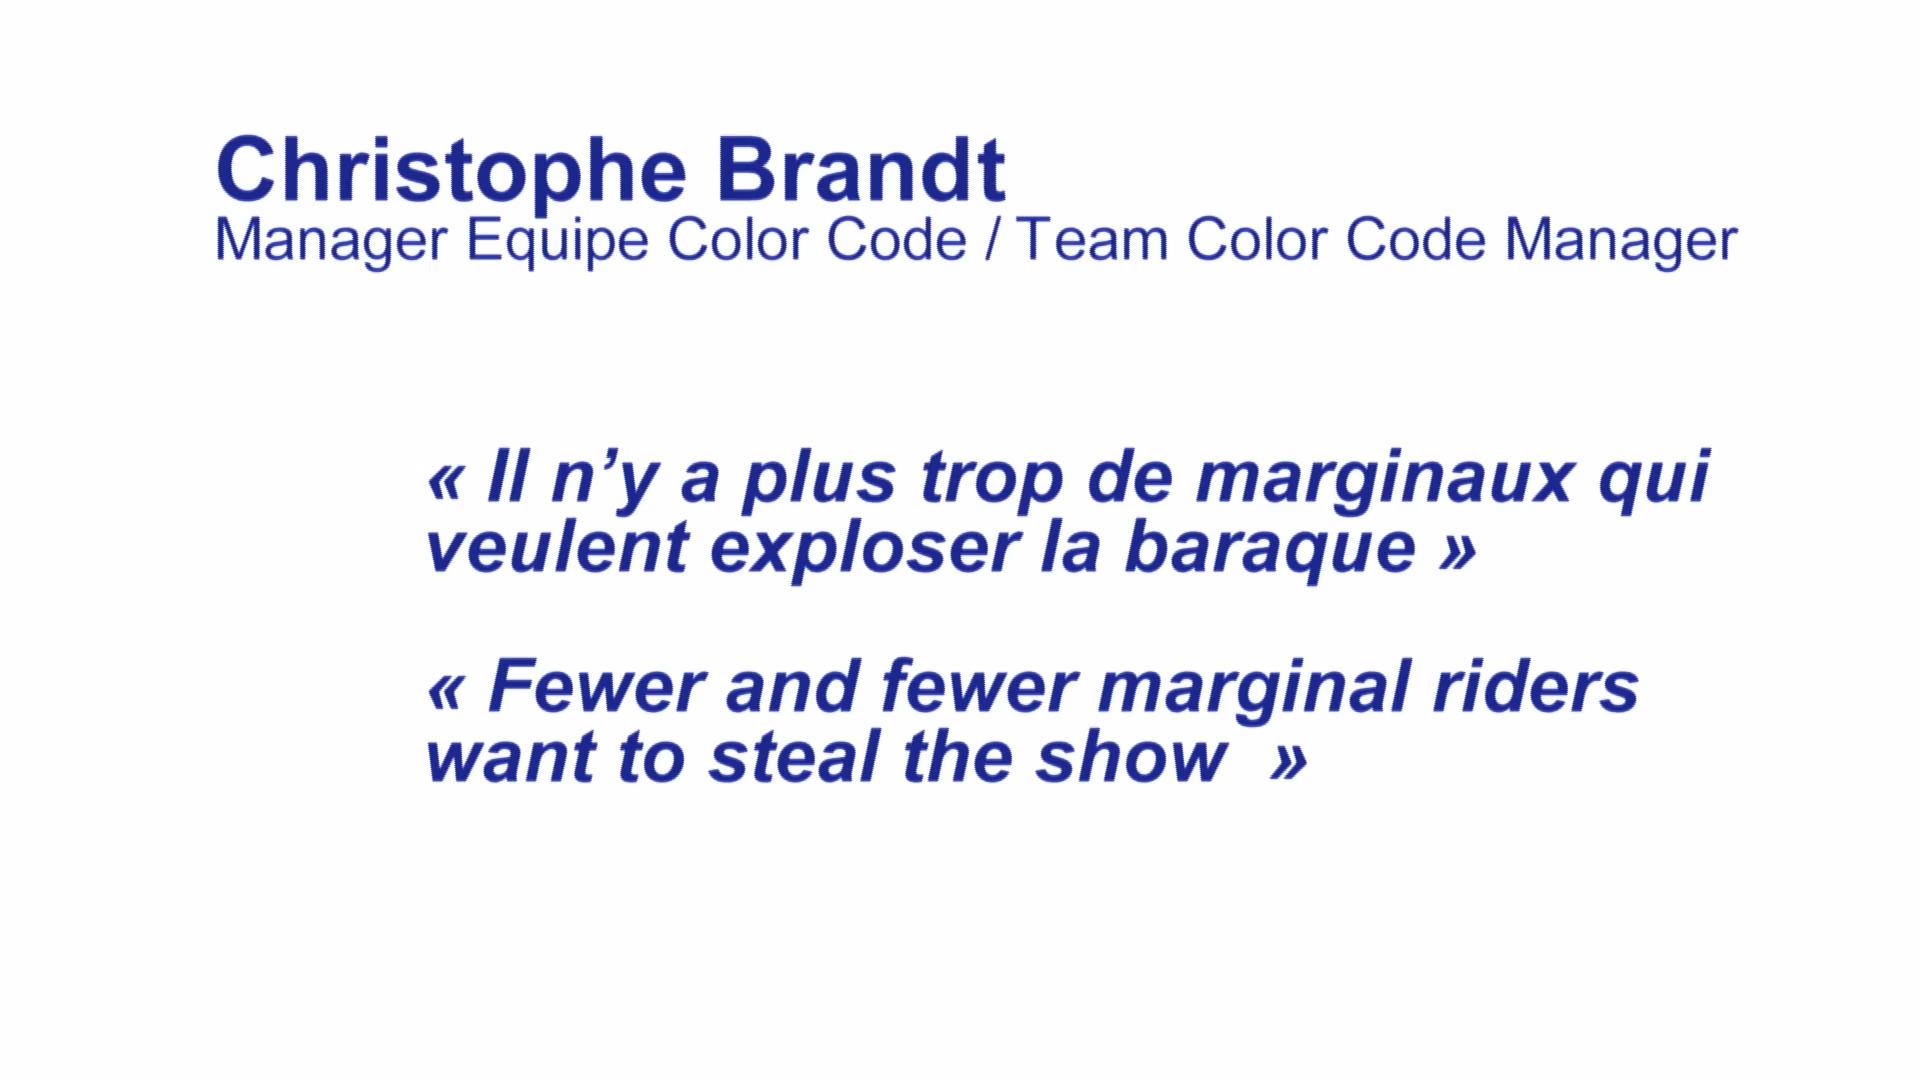 Christophe Brandt
Manager Equipe Color Code / Team Color Code Manager
« Il n’y a plus trop de marginaux qui
veulent exploser la baraque »
« Fewer and fewer marginal riders
want to steal the show  »